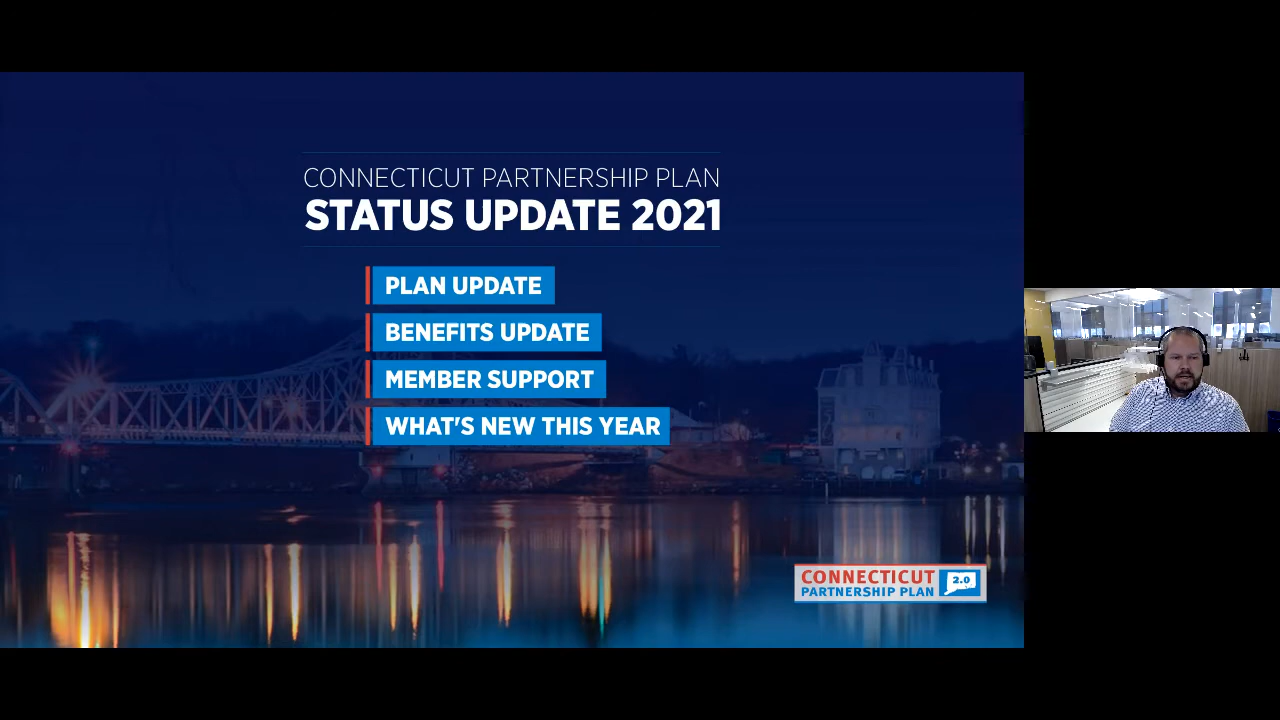 CONNECTICUT PARTNERSHIP PLAN
STATUS UPDATE 2021
PLAN UPDATE
BENEFITS UPDATE
MEMBER SUPPORT
WHAT'S NEW THIS YEAR
CONNECTICUT
PARTNERSHIP PLAN
2.0